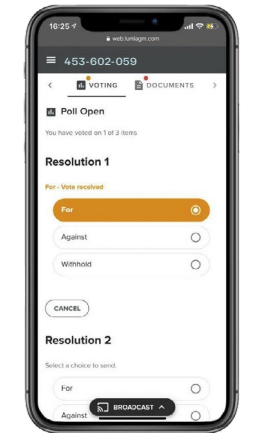 16:25
web.lumiagm.com
453-602-059
VOTING DOCUMENTS
Poll Open
You have voted on 1 of 3 items
Resolution 1
For - Vote received
For
Against
Withhold
CANCEL
Resolution 2
Select a choice to send.
For
Against
BROADCAST